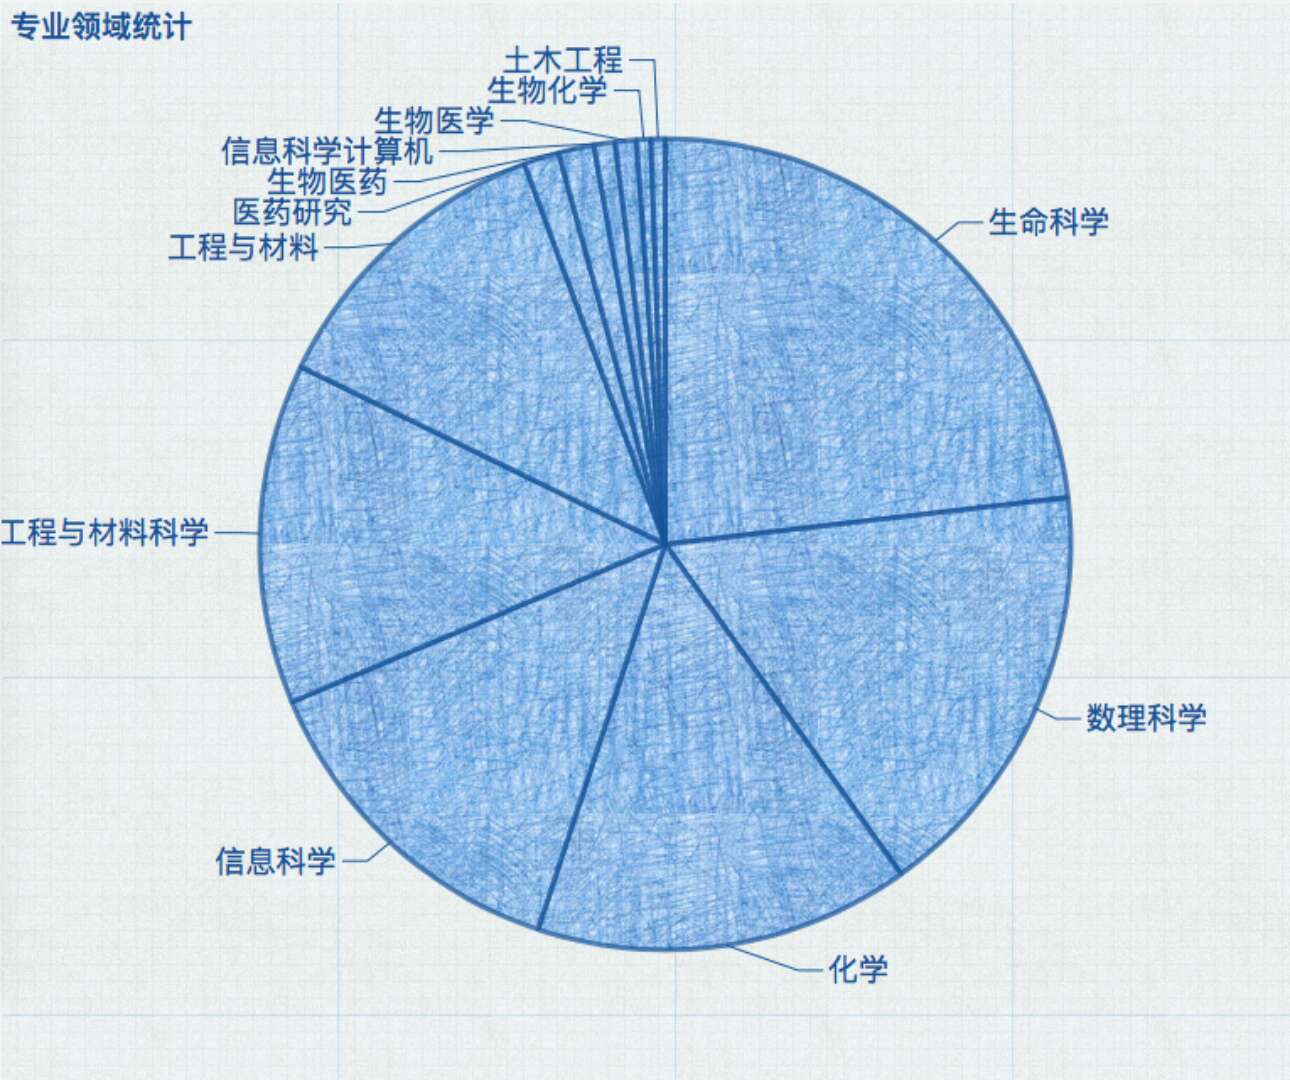 专业领域统计
土木工程
生物化学
生物医学
信息科学计算机
生物医药
医药研究
工程与材料
生命科学
工程与材料科学
数理科学
信息科学
化学